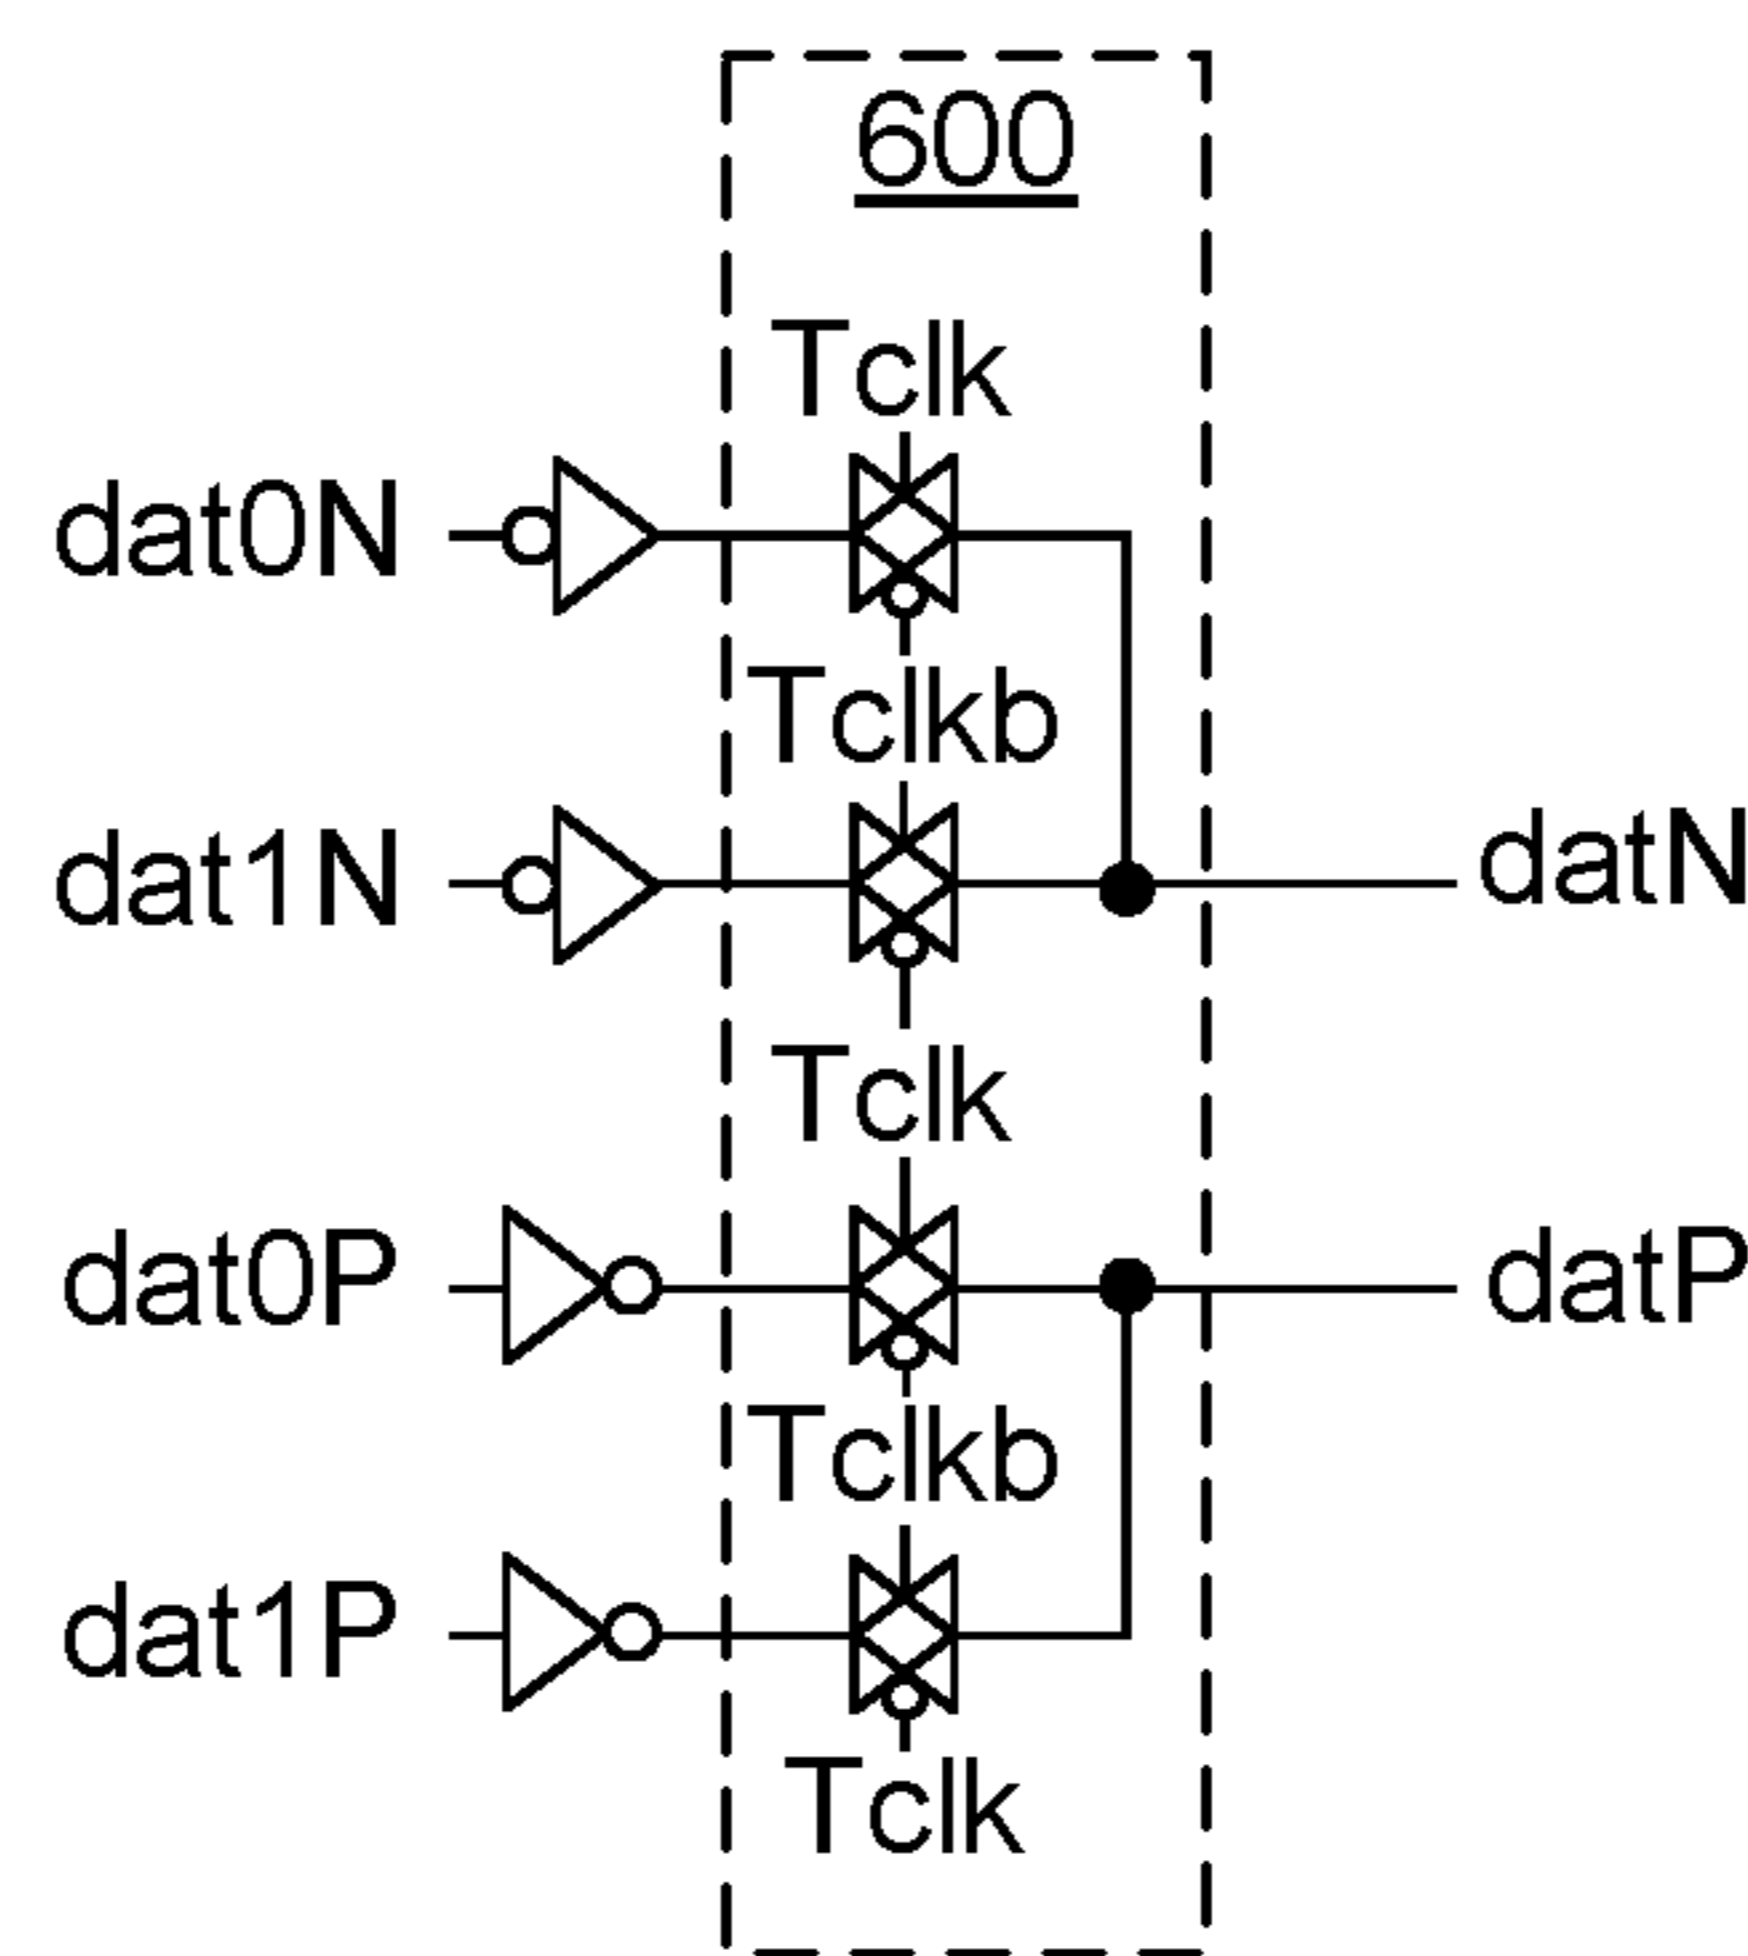 600
Tclk
dat0N
Tclkb
dat1N
datN
Tclk
dat0P
datP
Tclkb
dat1P
Tclk